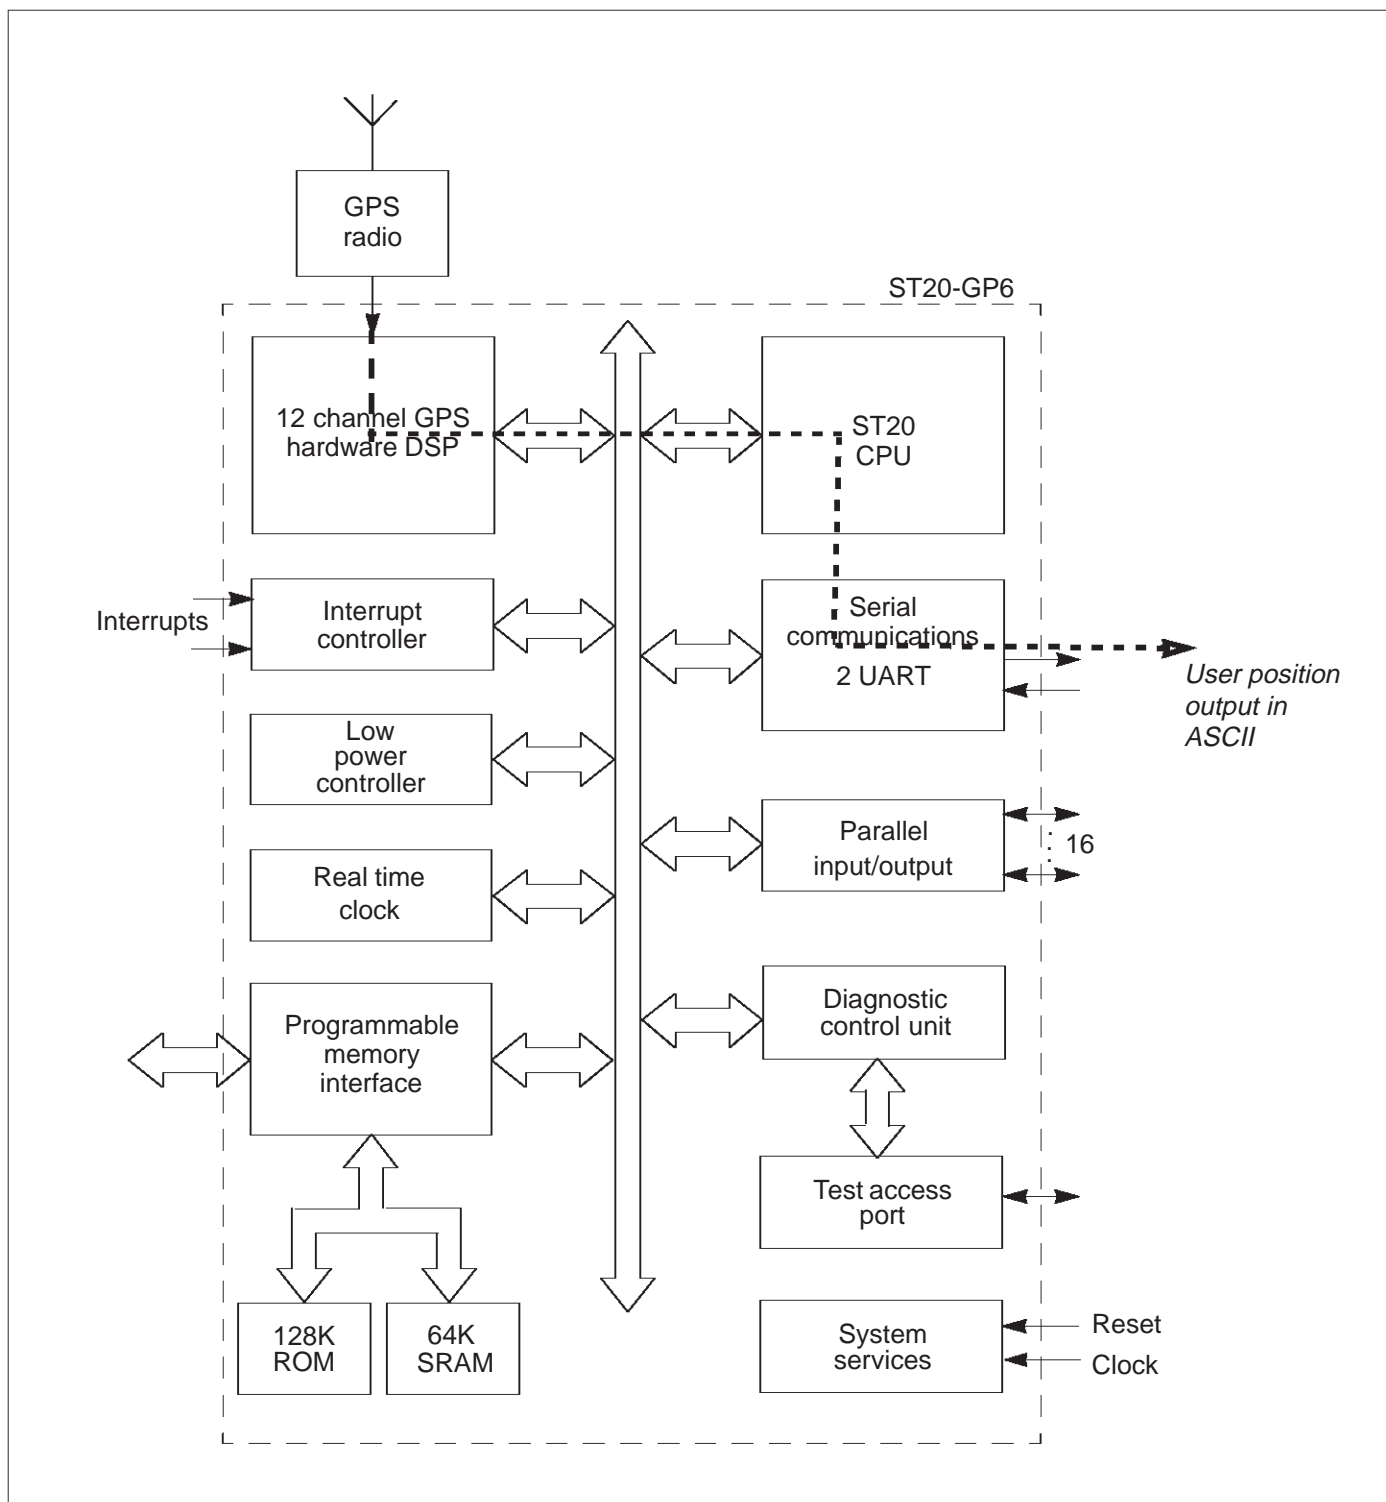 GPS
radio
ST20-GP6
12 channel GPS
hardware DSP
ST20
CPU
Interrupts
Interrupt
controller
Serial
communications
2 UART
User position
output in
ASCII
Low
power
controller
Parallel
input/output
16
Real time
clock
Programmable
memory
interface
Diagnostic
control unit
Test access
port
128K
ROM
64K
SRAM
System
services
Reset
Clock